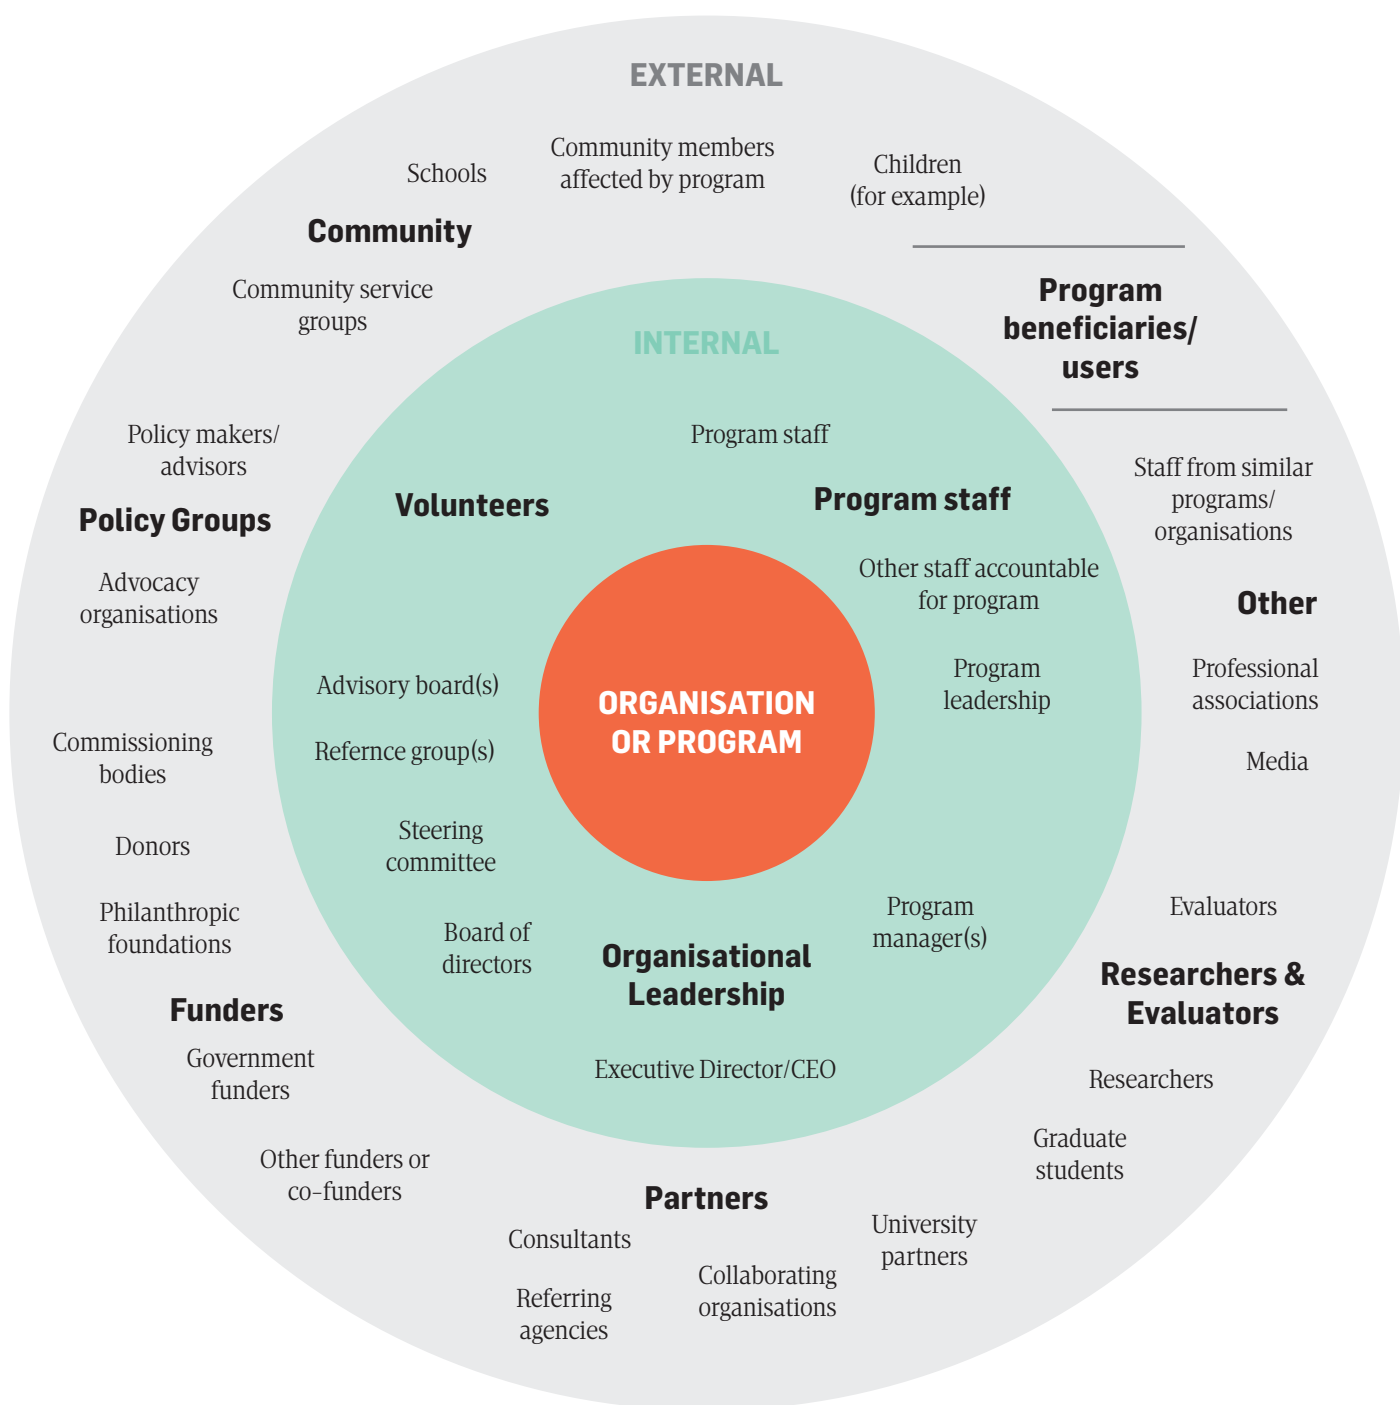 EXTERNAL
Schools
Community members
affected by program
Children
(for example)
Community
Community service
groups
Program
beneficiaries/
users
Policy makers/
advisors
Policy Groups
Advocacy
organisations
Staff from similar
programs/
organisations
Other
Professional
associations
Media
Commissioning
bodies
Donors
Philanthropic
foundations
Funders
Government
funders
Other funders or
co-funders
Evaluators
Researchers &
Evaluators
Researchers
Graduate
students
Partners
Consultants
Referring
agencies
Collaborating
organisations
University
partners
INTERNAL
Program staff
Volunteers
Program staff
Other staff accountable
for program
Program
leadership
Advisory board(s)
Refernce group(s)
Steering
committee
Board of
directors
Organisational
Leadership
Program
manager(s)
Executive Director/CEO
ORGANISATION
OR PROGRAM